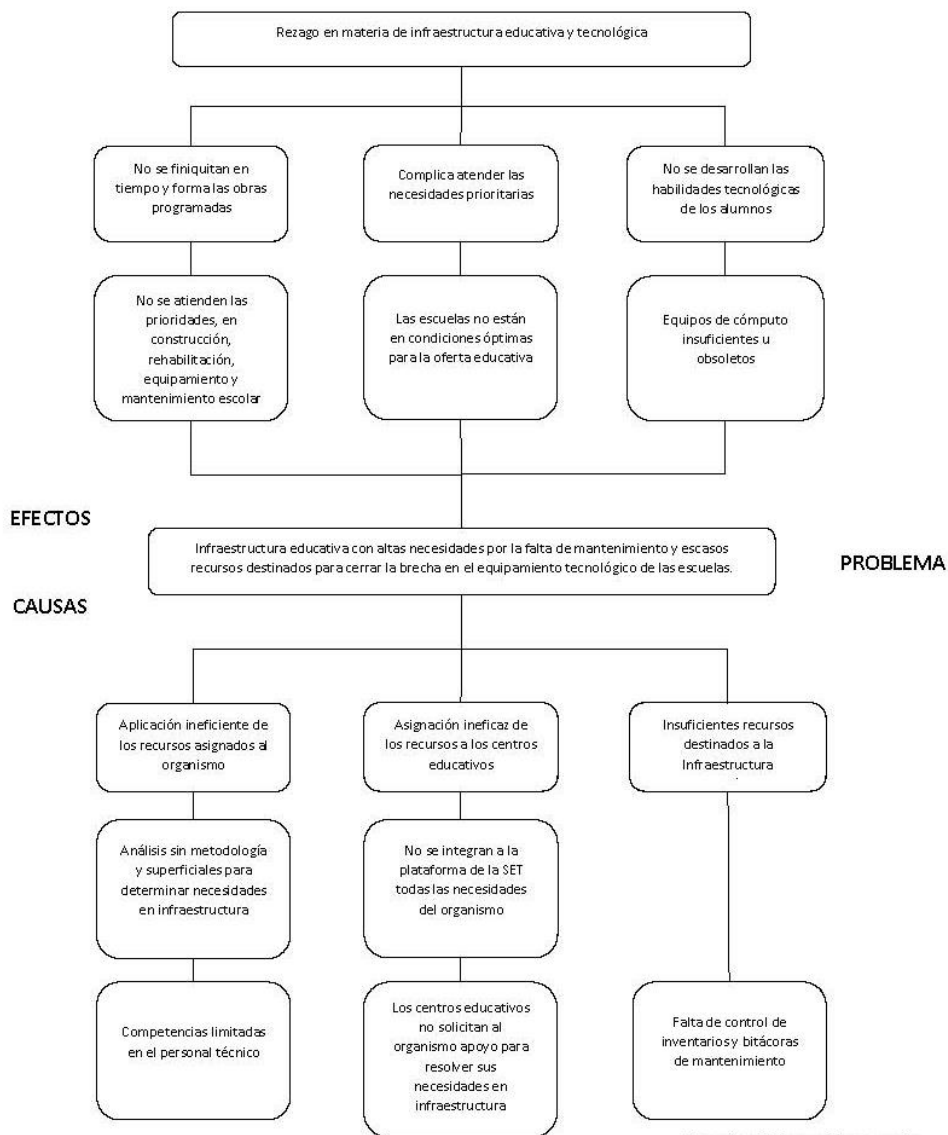 Rezago en materia de infraestructura educativa y tecnológica
No se finiquitan en
tiempo y forma las obras
programadas
Complica atender las
necesidades prioritarias
No se desarrollan las
habilidades tecnológicas
de los alumnos
No se atienden las
prioridades, en
construcción,
rehabilitación,
equipamiento y
mantenimiento escolar
Las escuelas no están
en condiciones óptimas
para la oferta educativa
Equipos de cómputo
insuficientes u
obsoletos
EFECTOS
Infraestructura educativa con altas necesidades por la falta de mantenimiento y escasos
recursos destinados para cerrar la brecha en el equipamiento tecnológico de las escuelas.
PROBLEMA
CAUSAS
Aplicación ineficiente de
los recursos asignados al
organismo
Asignación ineficaz de
los recursos a los centros
educativos
Insuficientes recursos
destinados a la
Infraestructura
.
Análisis sin metodología
y superficiales para
determinar necesidades
en infraestructura
No se integran a la
plataforma de la SET
todas las necesidades
del organismo
Competencias limitadas
en el personal técnico
Los centros educativos
no solicitan al
organismo apoyo para
resolver sus
necesidades en
infraestructura
Falta de control de
inventarios y bitácoras
de mantenimiento